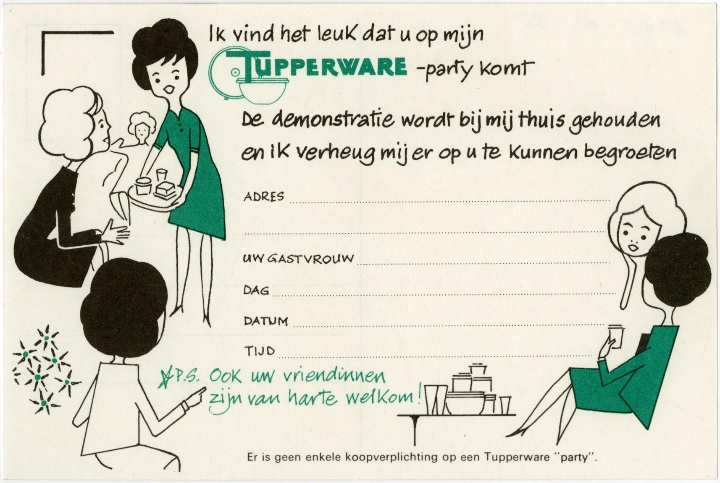 Ik vind het leuk dat u op mijn
TUPPERWARE -party komt
De demonstratie wordt bij mij thuis gehouden
en ik verheug mij er op u te kunnen begroeten
ADRES
UW GASTVROUW
DAG
DATUM
TIJD
P.S. Ook uw vriendinnen
zijn van harte welkom!
Er is geen enkele koopverplichting op een Tupperware "party".